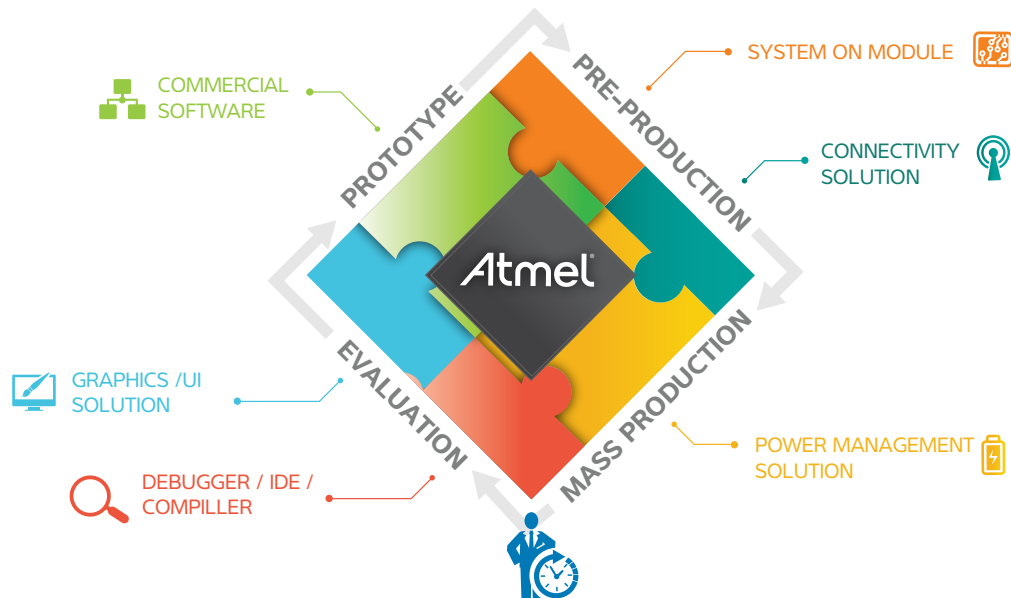 COMMERCIAL
SOFTWARE
PROTOTYPE
PRE-PRODUCTION
SYSTEM ON MODULE
CONNECTIVITY
SOLUTION
Atmel®
GRAPHICS /UI
SOLUTION
EVALUATION
MASS PRODUCTION
POWER MANAGEMENT
SOLUTION
DEBUGGER / IDE /
COMPILLER